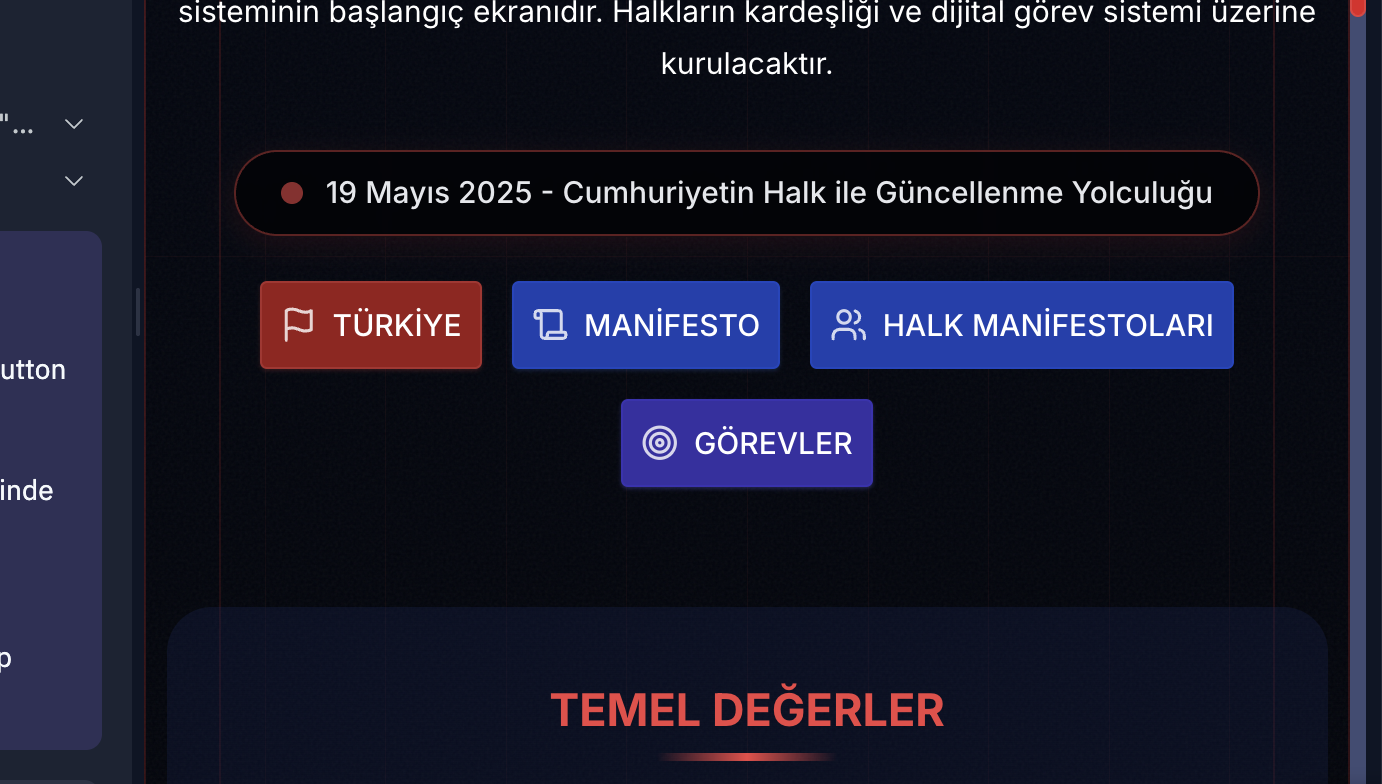 sisteminin başlangıç ekranıdır. Halkların kardeşliği ve dijital görev sistemi üzerine
kurulacaktır.
"...
19 Mayıs 2025 - Cumhuriyetin Halk ile Güncellenme Yolculuğu
TÜRKİYE
MANİFESTO
HALK MANİFESTOLARI
utton
GÖREVLER
inde
p
TEMEL DEĞERLER